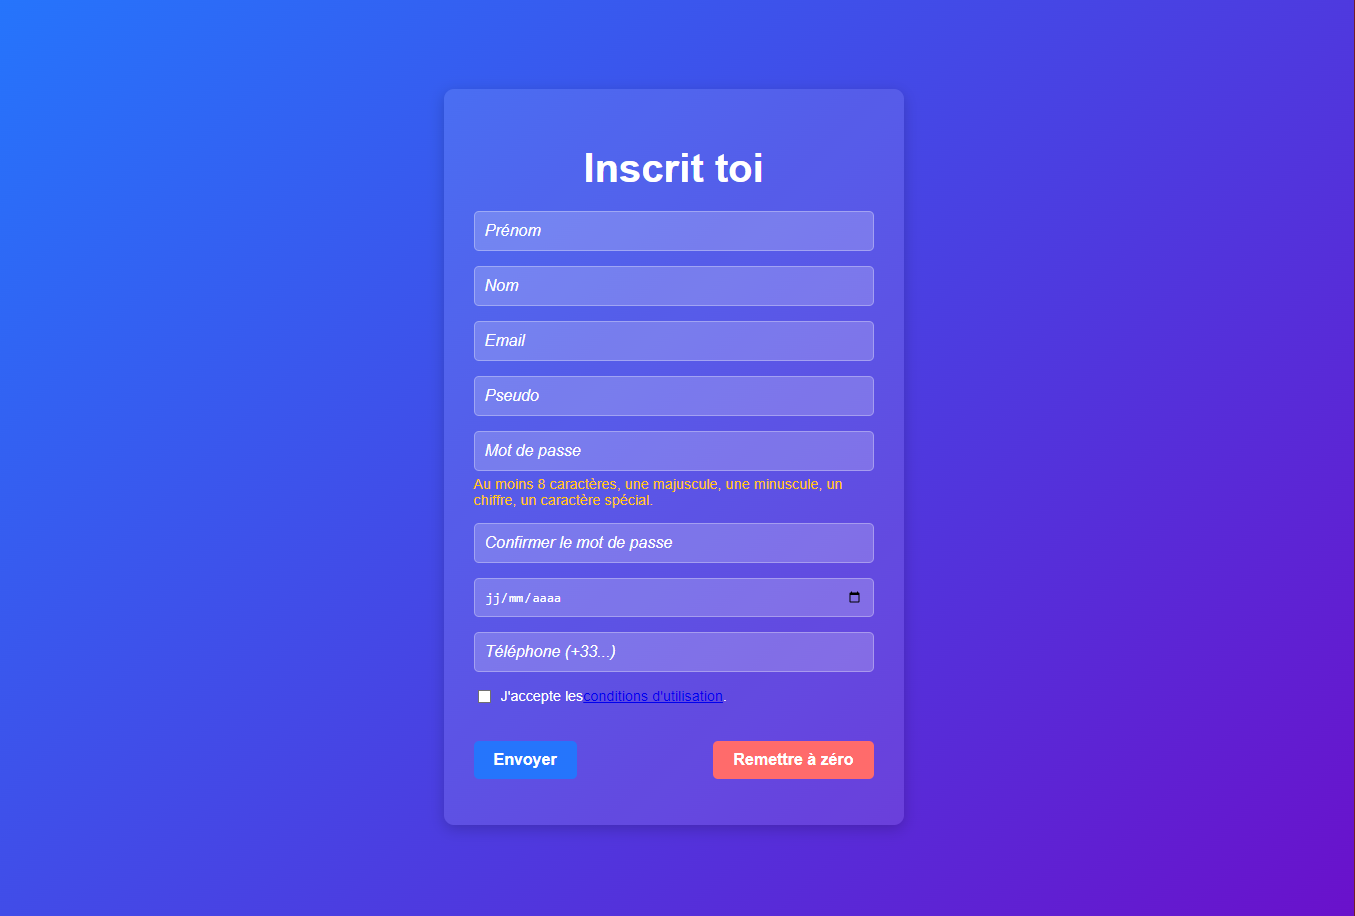 Inscrit toi
Prénom
Nom
Email
Pseudo
Mot de passe
Au moins 8 caractères, une majuscule, une minuscule, un
chiffre, un caractère spécial.
Confirmer le mot de passe
jj/mm/aaaa
Téléphone (+33...)
J'accepte lesconditions d'utilisation.
Envoyer
Remettre à zéro